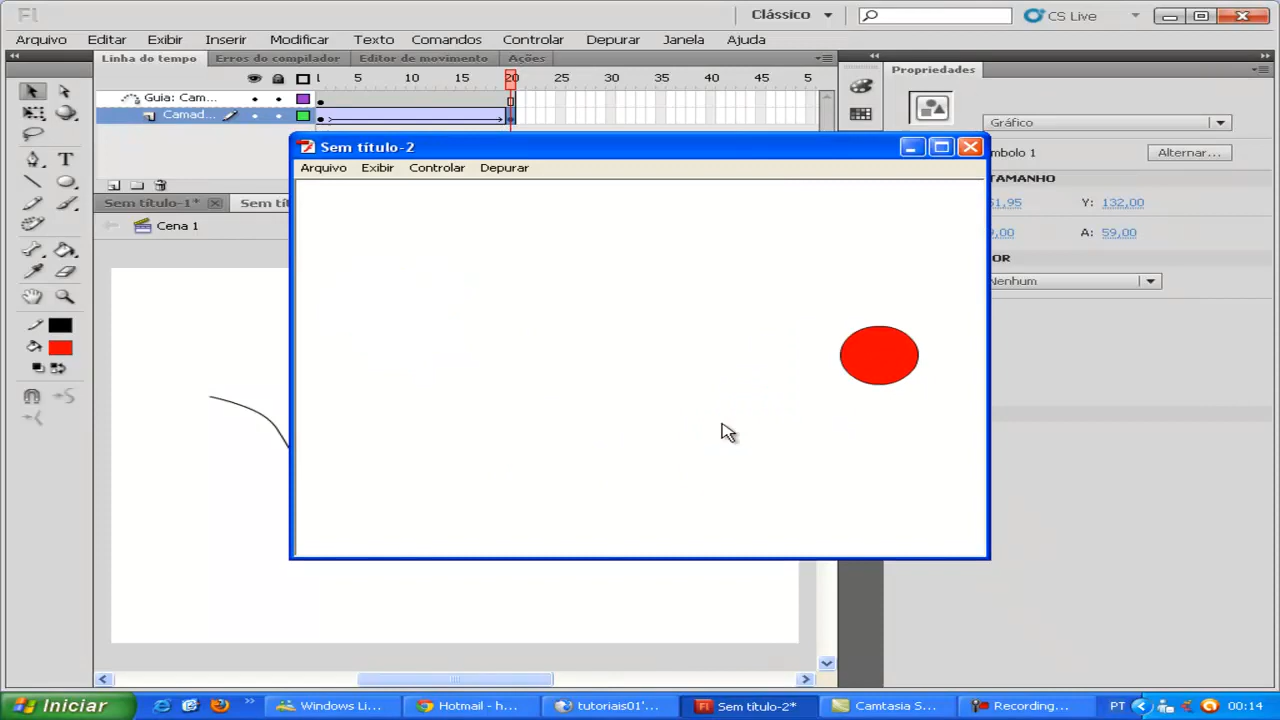 Fl
Clássico
CS Live
Arquivo Editar Exibir Inserir Modificar Texto Comandos Controlar Depurar Janela Ajuda
Linha do tempo Erros do compilador Editor de movimento Ações
Propriedades
1 5 10 15 20 25 30 35 40 45 5
Guia: Cam...
Camad...
Gráfico
Sem título-2
mbolo 1 Alternar...
Arquivo Exibir Controlar Depurar
TAMANHO
Sem título-1* Sem tít
51,95 Y: 132,00
Cena 1
9,00 A: 59,00
OR
Nenhum
Iniciar Windows Li... Hotmail - h... tutoriais01'... Fl Sem título-2* Camtasia S... Recording... PT 00:14